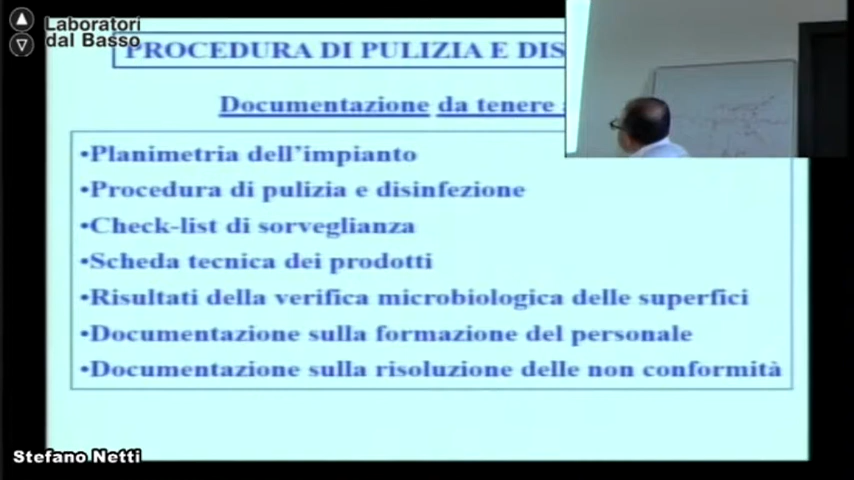 Laboratori
dal Basso
PROCEDURA DI PULIZIA E DIS
Documentazione da tenere
•Planimetria dell'impianto
•Procedura di pulizia e disinfezione
•Check-list di sorveglianza
•Scheda tecnica dei prodotti
•Risultati della verifica microbiologica delle superfici
•Documentazione sulla formazione del personale
•Documentazione sulla risoluzione delle non conformità
Stefano Netti